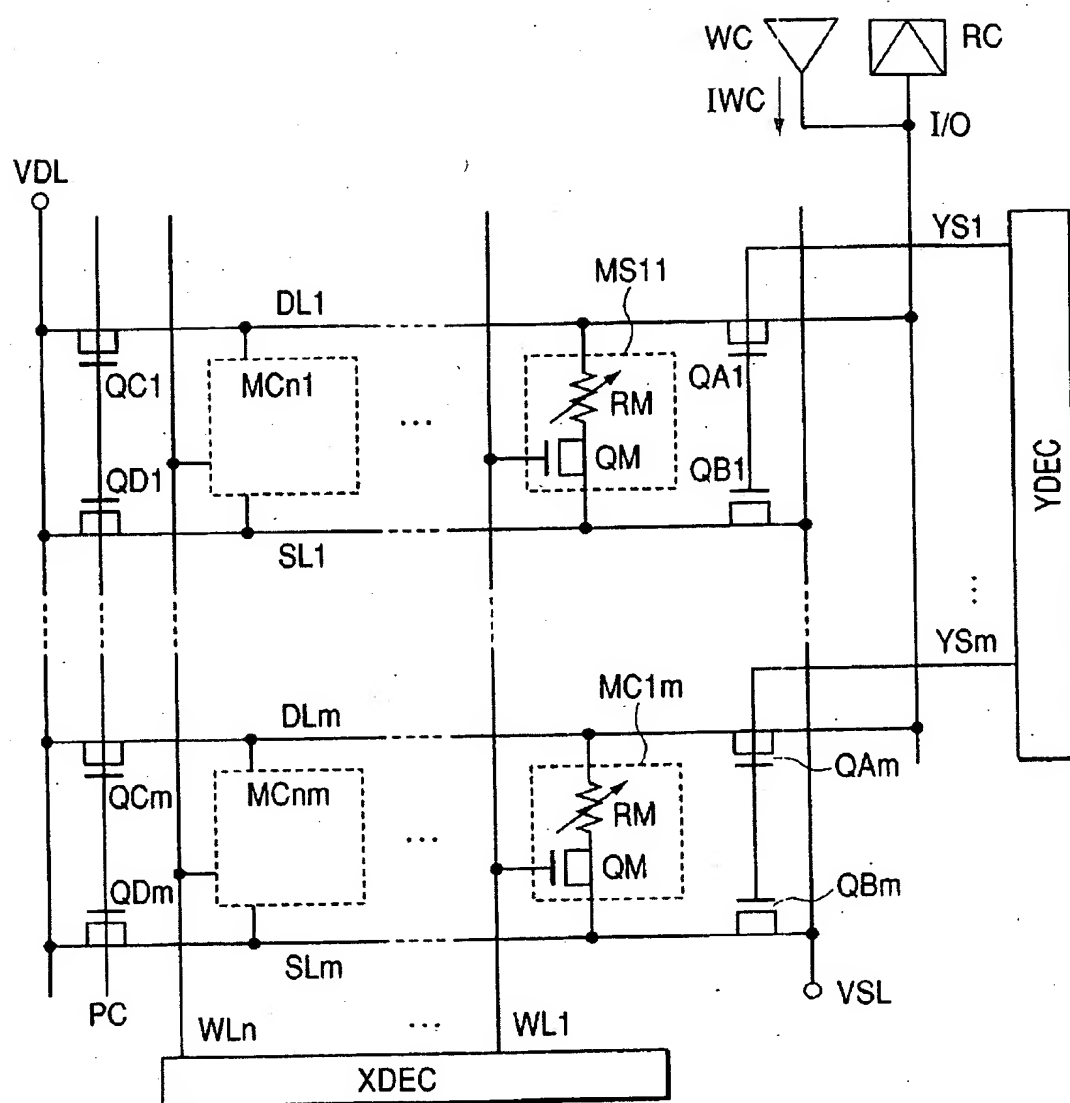 WC
RC
IWC
I/O
VDL
YS1
MS11
DL1
QC1
MCn1
...
RM
QA1
QM
QD1
QB1
SL1
YDEC
...
YSm
MC1m
DLm
QAm
QCm
MCnm
...
RM
QM
QDm
QBm
SLm
PC
VSL
WLn
...
WL1
XDEC